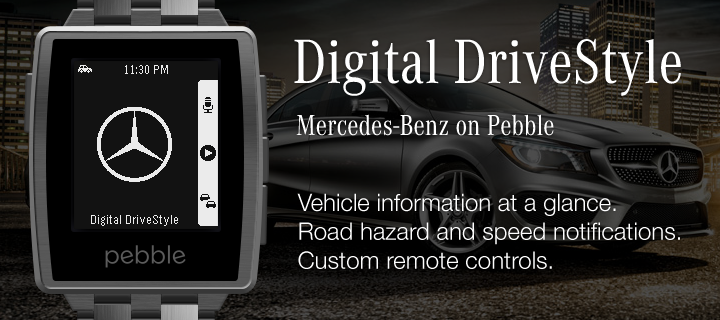 11:30 PM
Digital DriveStyle
pebble
Digital DriveStyle
Mercedes-Benz on Pebble
Vehicle information at a glance.
Road hazard and speed notifications.
Custom remote controls.